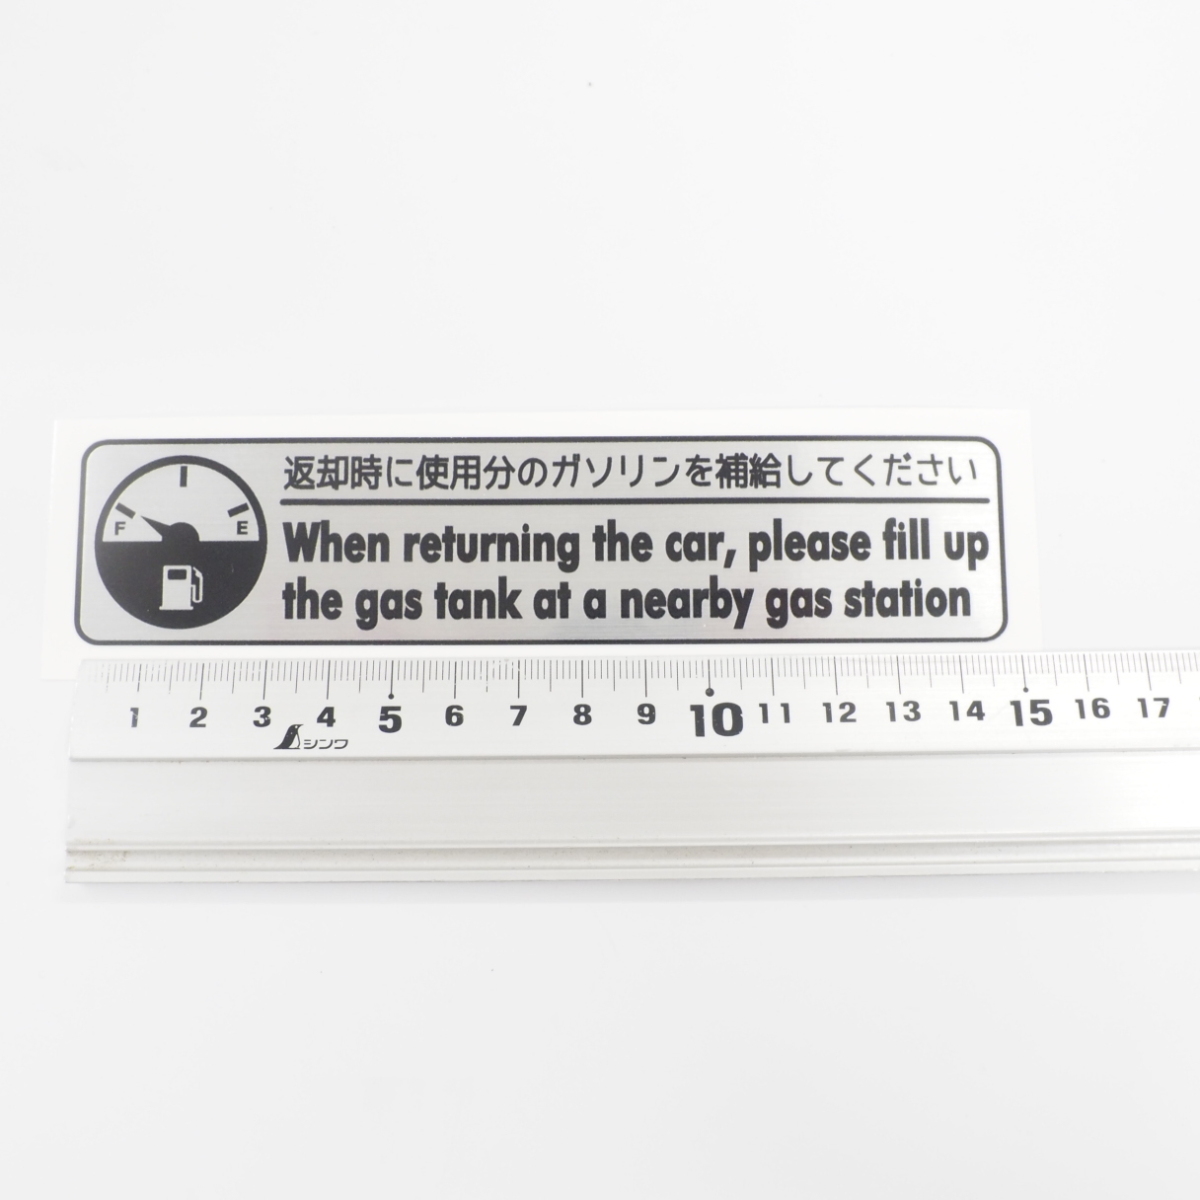 返却時に使用分のガソリンを補給してください
F E
When returning the car, please fill up
the gas tank at a nearby gas station
1 2 3 4 5 6 7 8 9 10 11 12 13 14 15 16 17
シンワ